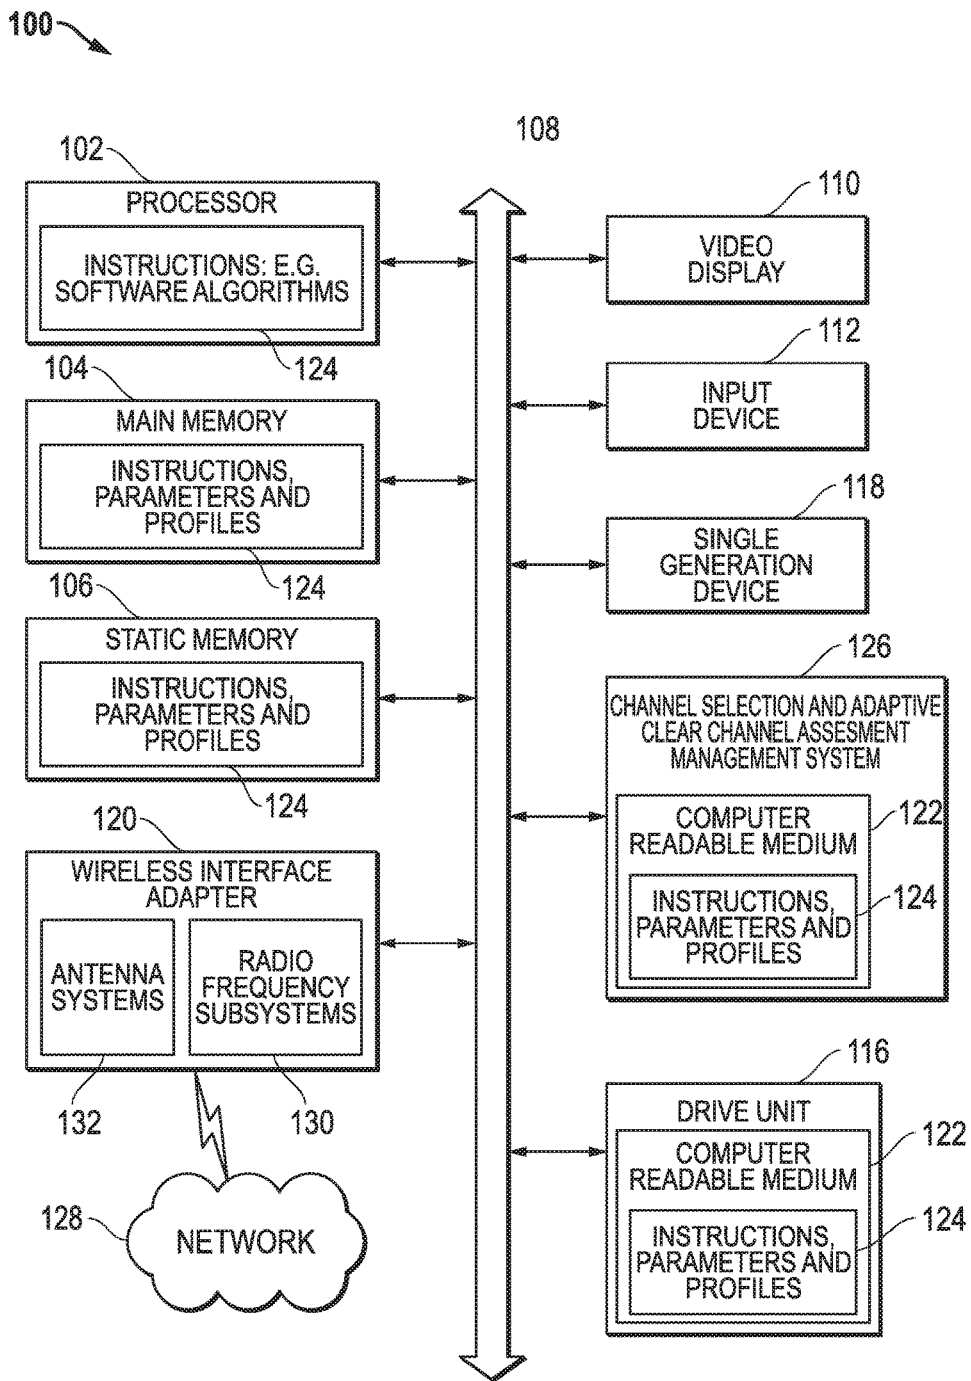 100
108
102
PROCESSOR
INSTRUCTIONS: E.G.
SOFTWARE ALGORITHMS
124
104
MAIN MEMORY
INSTRUCTIONS,
PARAMETERS AND
PROFILES
124
106
STATIC MEMORY
INSTRUCTIONS,
PARAMETERS AND
PROFILES
124
120
WIRELESS INTERFACE
ADAPTER
ANTENNA
SYSTEMS
RADIO
FREQUENCY
SUBSYSTEMS
132
130
128
NETWORK
110
VIDEO
DISPLAY
112
INPUT
DEVICE
118
SINGLE
GENERATION
DEVICE
126
CHANNEL SELECTION AND ADAPTIVE
CLEAR CHANNEL ASSESMENT
MANAGEMENT SYSTEM
COMPUTER
READABLE MEDIUM
122
INSTRUCTIONS,
PARAMETERS AND
PROFILES
124
116
DRIVE UNIT
COMPUTER
READABLE MEDIUM
122
INSTRUCTIONS,
PARAMETERS AND
PROFILES
124